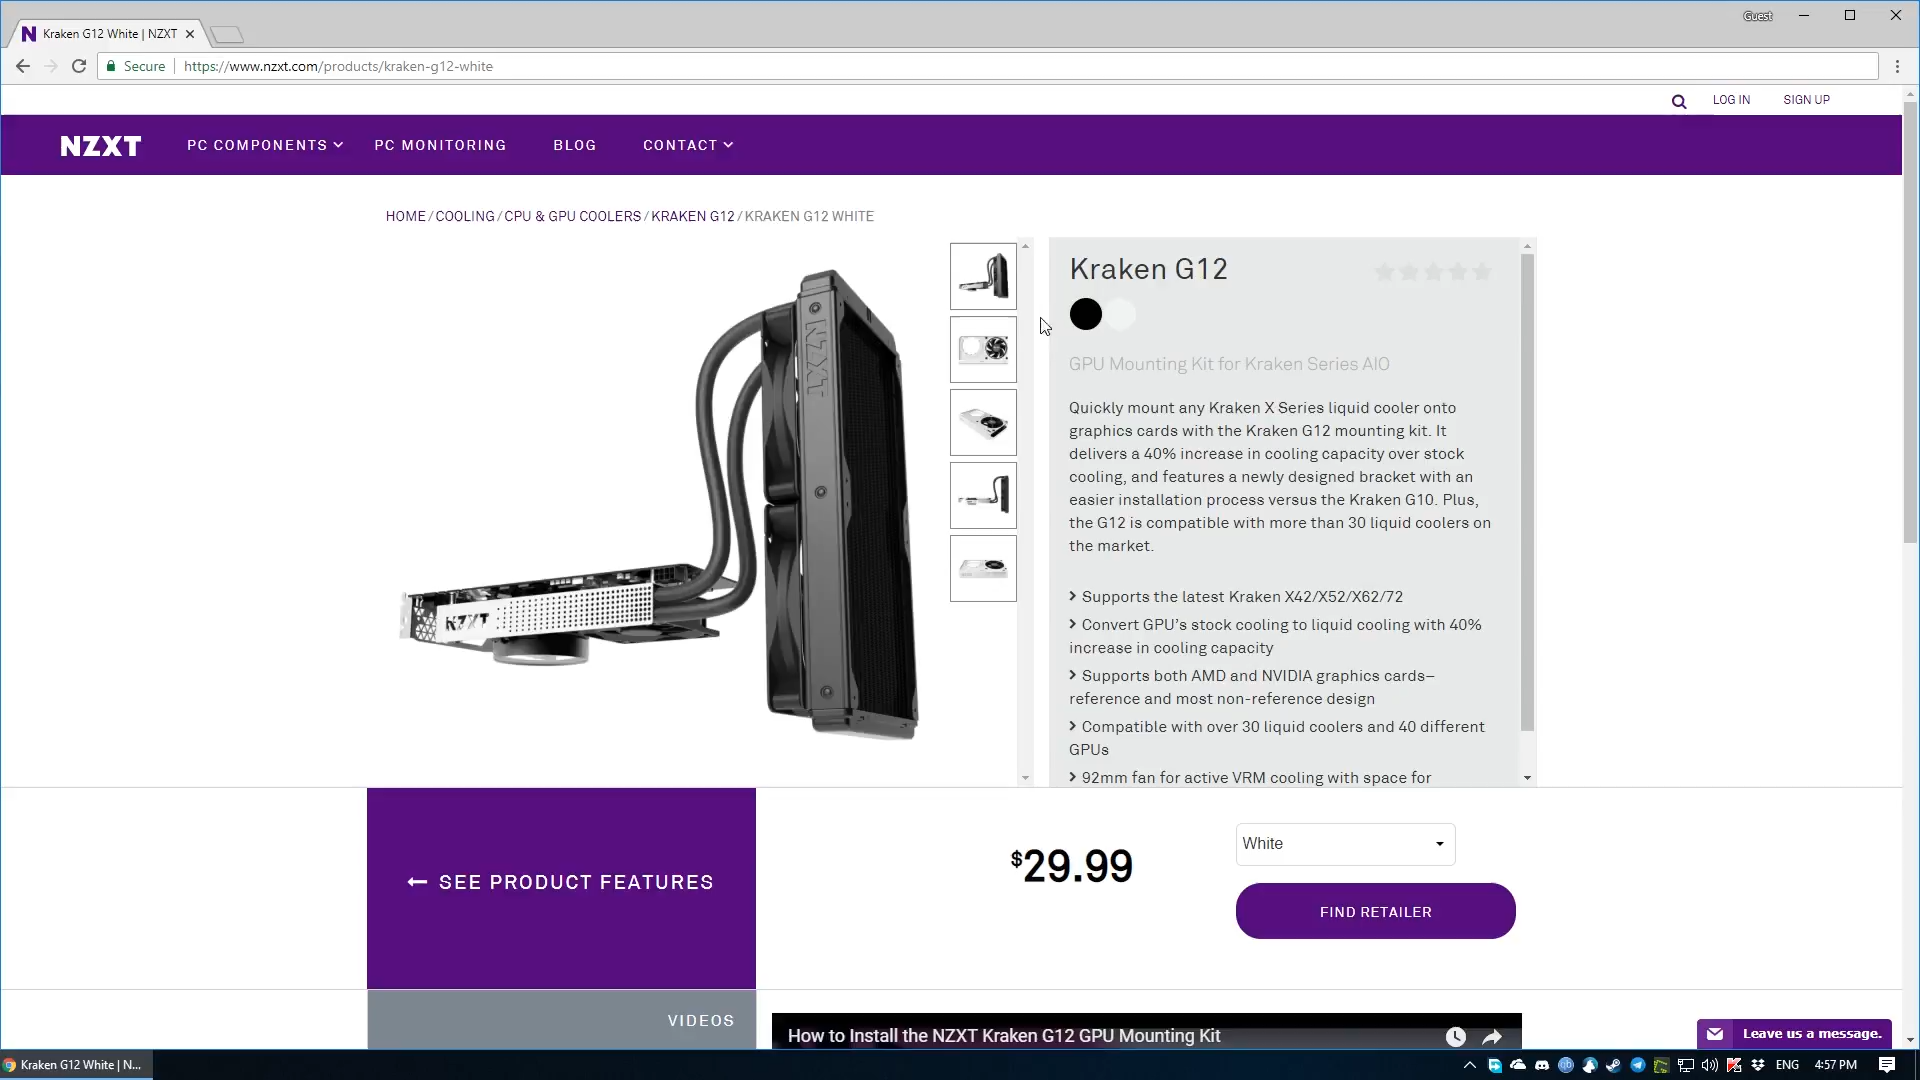 Guest
Kraken G12 White | NZXT
Secure
https://www.nzxt.com/products/kraken-g12-white
LOG IN
SIGN UP
NZXT
PC COMPONENTS
PC MONITORING
BLOG
CONTACT
HOME / COOLING / CPU & GPU COOLERS / KRAKEN G12 / KRAKEN G12 WHITE
NZXT
NZXT
Kraken G12
GPU Mounting Kit for Kraken Series AIO
Quickly mount any Kraken X Series liquid cooler onto
graphics cards with the Kraken G12 mounting kit. It
delivers a 40% increase in cooling capacity over stock
cooling, and features a newly designed bracket with an
easier installation process versus the Kraken G10. Plus,
the G12 is compatible with more than 30 liquid coolers on
the market.
Supports the latest Kraken X42/X52/X62/72
Convert GPU’s stock cooling to liquid cooling with 40%
increase in cooling capacity
Supports both AMD and NVIDIA graphics cards–
reference and most non-reference design
Compatible with over 30 liquid coolers and 40 different
GPUs
92mm fan for active VRM cooling with space for
SEE PRODUCT FEATURES
$29.99
White
FIND RETAILER
VIDEOS
How to Install the NZXT Kraken G12 GPU Mounting Kit
Leave us a message.
Kraken G12 White | N...
ENG
4:57 PM